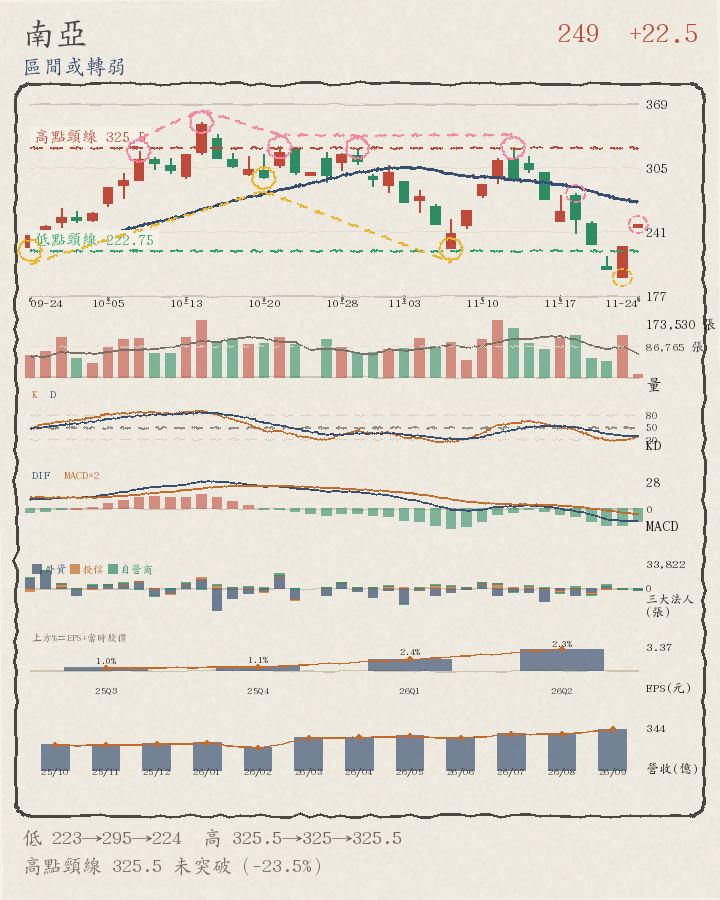 南亞
249 +22.5
區間或轉弱
369
高點頸線 325.5
305
低點頸線 222.75
241
177
09-24 10-05 10-13 10-20 10-28 11-03 11-10 11-17 11-24
173,530 張
86,765 張
量
K D
80
50
20
KD
DIF MACD×2
28
0
MACD
外資 投信 自營商
33,822
0
三大法人
(張)
上方%=EPS÷當時股價
3.37
1.0% 1.1% 2.4% 2.3%
25Q3 25Q4 26Q1 26Q2
EPS(元)
344
25/10 25/11 25/12 26/01 26/02 26/03 26/04 26/05 26/06 26/07 26/08 26/09
營收(億)
低 223→295→224 高 325.5→325→325.5
高點頸線 325.5 未突破 (-23.5%)